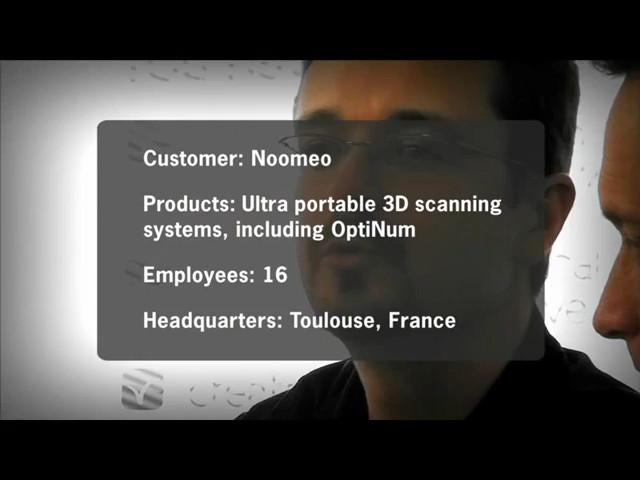 Customer: Noomeo
Products: Ultra portable 3D scanning
systems, including OptiNum
Employees: 16
Headquarters: Toulouse, France